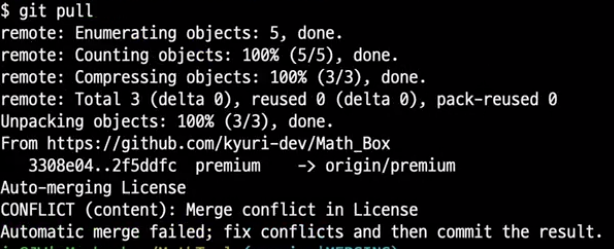 $ git pull
remote: Enumerating objects: 5, done.
remote: Counting objects: 100% (5/5), done.
remote: Compressing objects: 100% (3/3), done.
remote: Total 3 (delta 0), reused 0 (delta 0), pack-reused 0
Unpacking objects: 100% (3/3), done.
From https://github.com/kyuri-dev/Math_Box
   3308e04..2f5ddfc  premium    -> origin/premium
Auto-merging License
CONFLICT (content): Merge conflict in License
Automatic merge failed; fix conflicts and then commit the result.